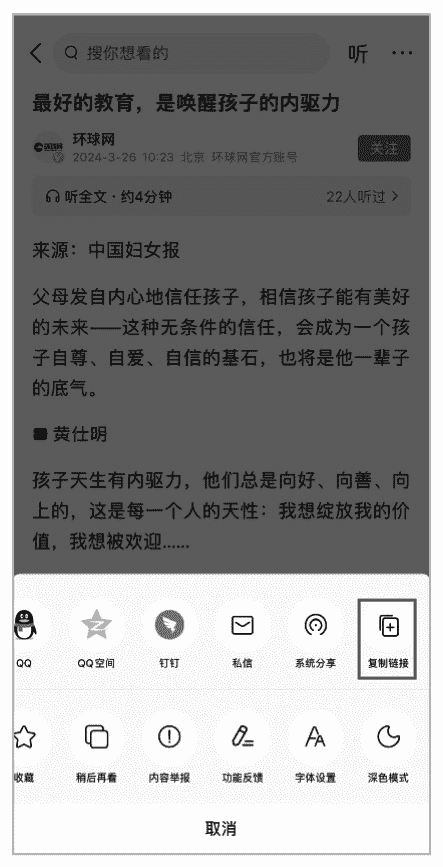 搜你想看的 听
最好的教育，是唤醒孩子的内驱力
环球网
2024-3-26 10:23 北京 环球网官方账号
关注
听全文·约4分钟 22人听过
来源：中国妇女报
父母发自内心地信任孩子，相信孩子能有美好
的未来——这种无条件的信任，会成为一个孩
子自尊、自爱、自信的基石，也将是他一辈子
的底气。
黄仕明
孩子天生有内驱力，他们总是向好、向善、向
上的，这是每一个人的天性：我想绽放我的价
值，我想被欢迎……
QQ QQ空间 钉钉 私信 系统分享 复制链接
收藏 稍后再看 内容举报 功能反馈 字体设置 深色模式
取消